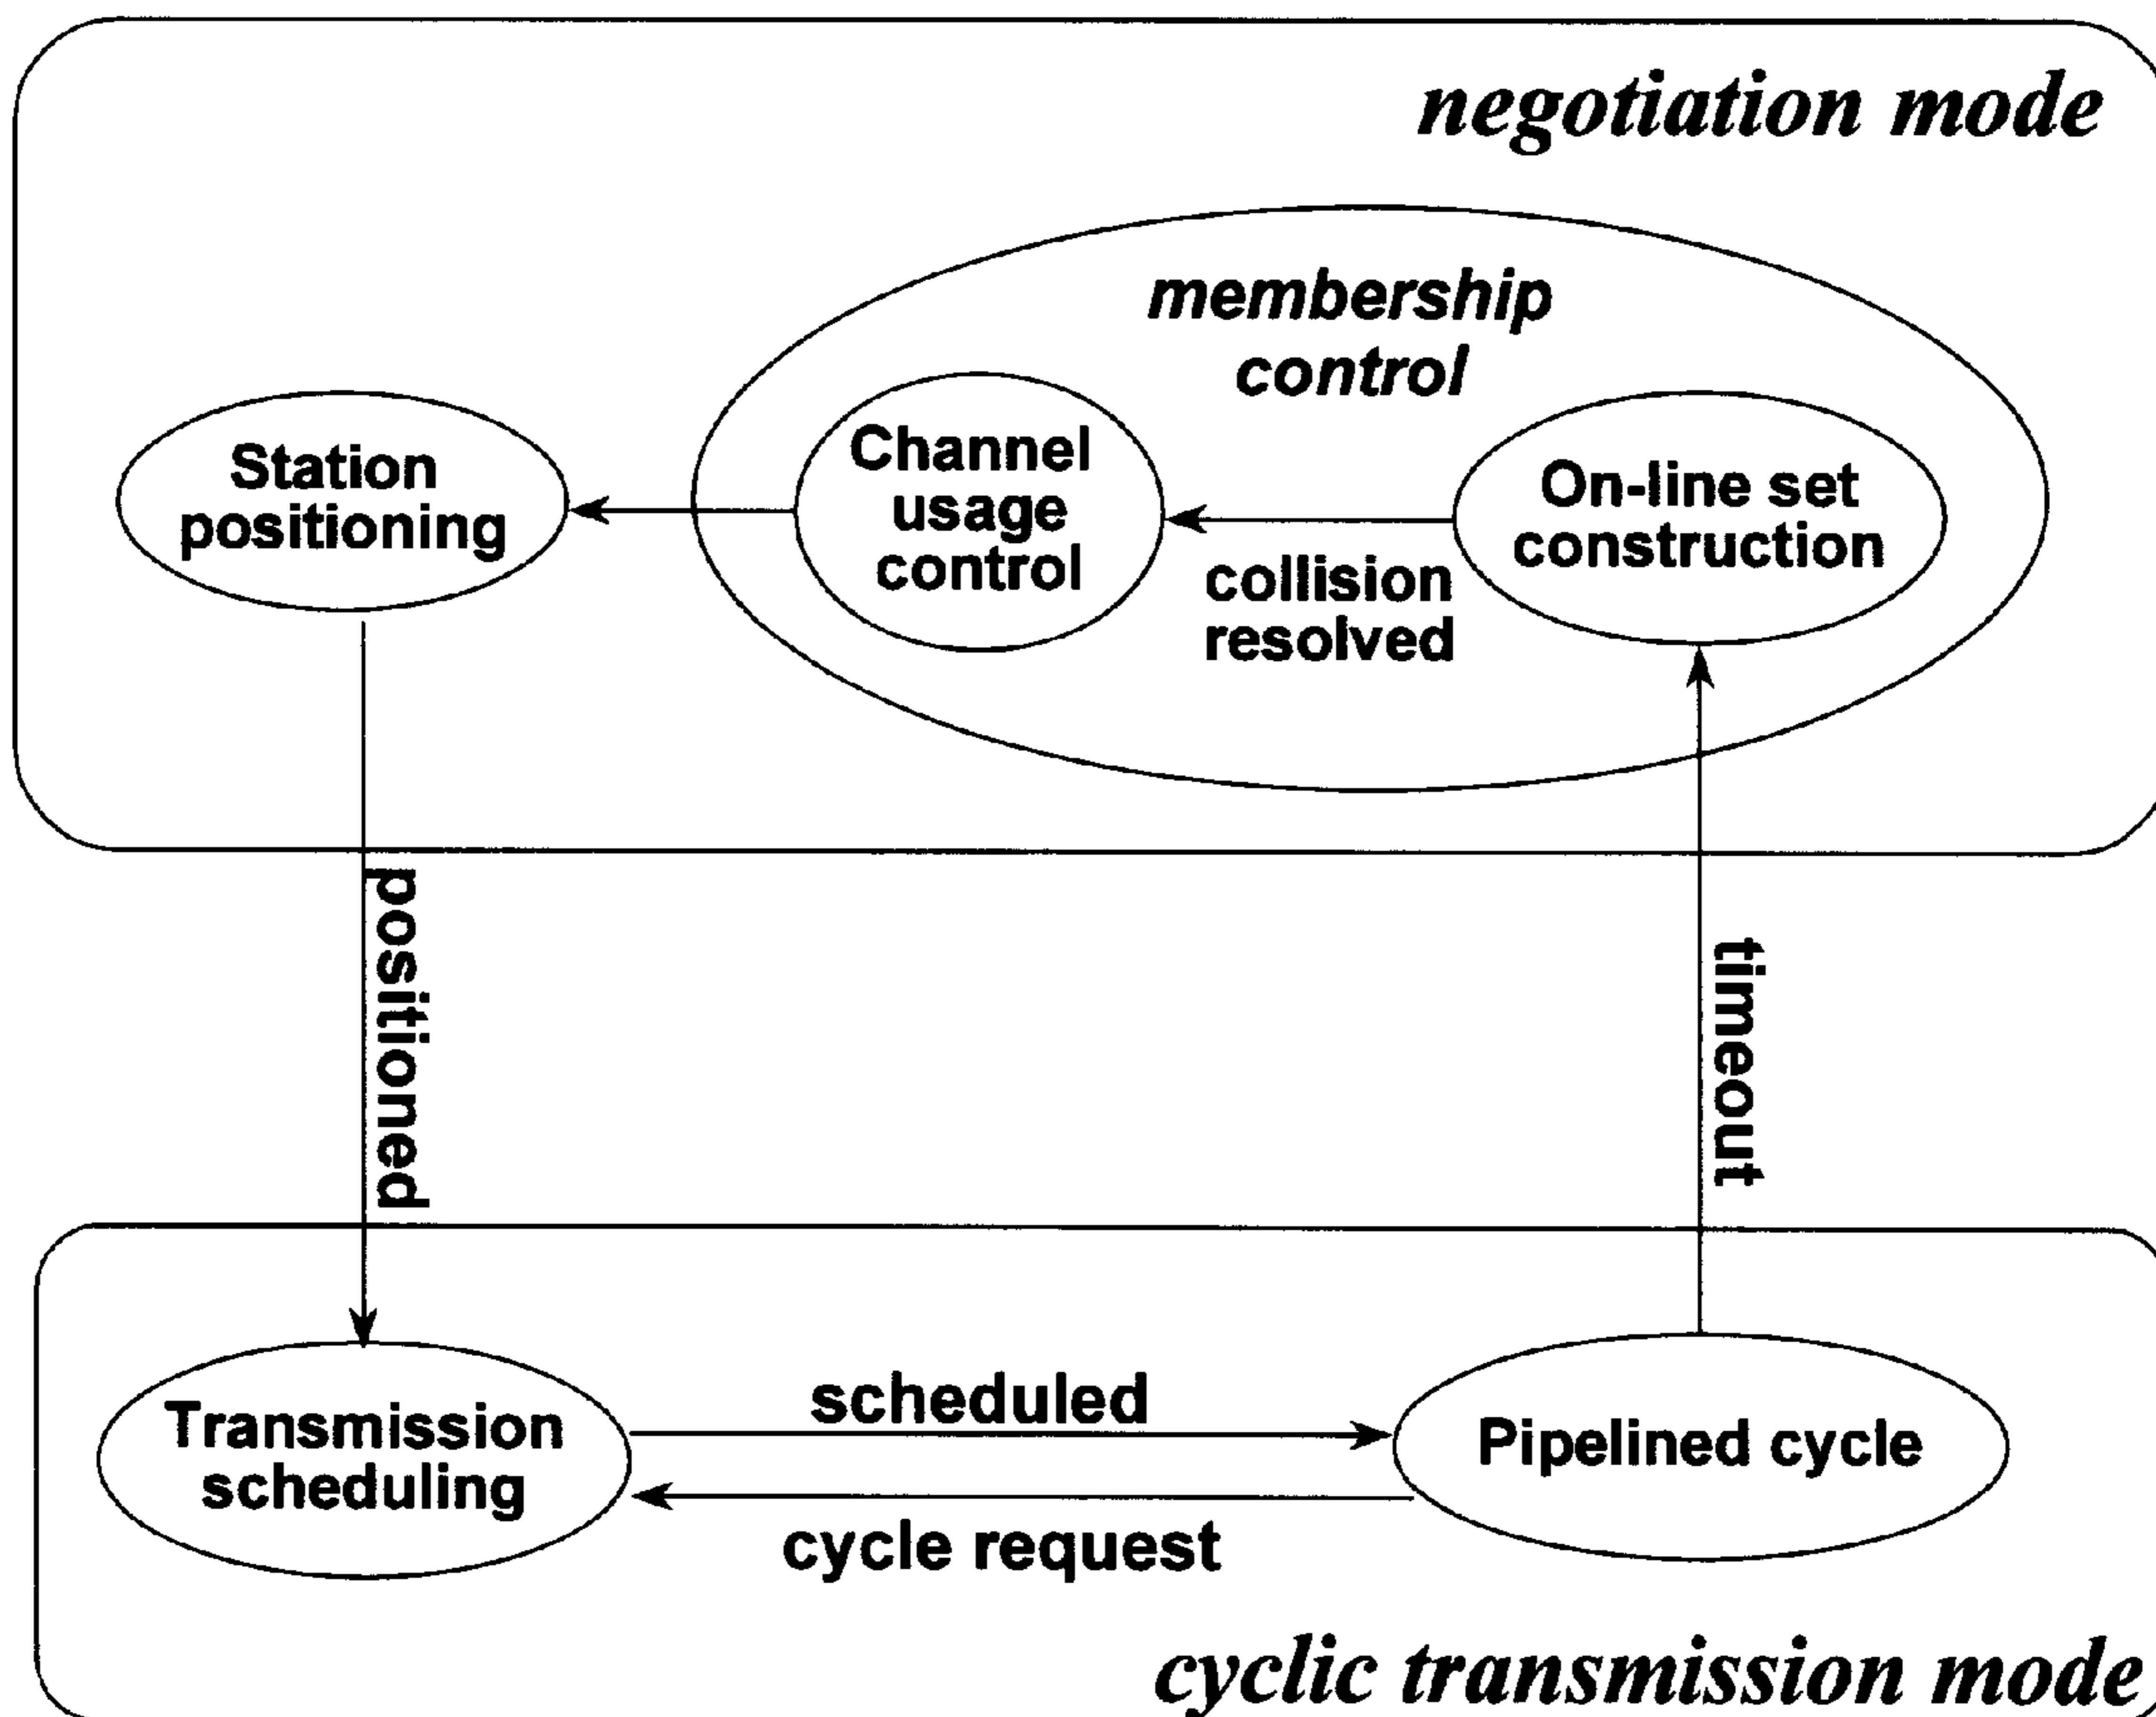 negotiation mode
membership
control
Station
positioning
Channel
usage
control
On-line set
construction
collision
resolved
positioned
timeout
Transmission
scheduling
scheduled
cycle request
Pipelined cycle
cyclic transmission mode